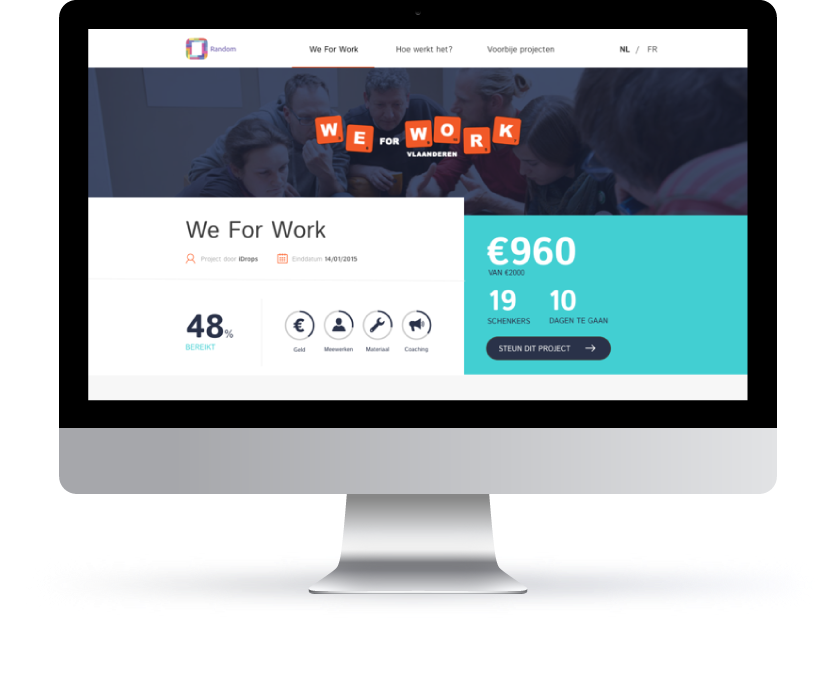 Random
We For Work
Hoe werkt het?
Voorbije projecten
NL / FR
WE FOR WORK
VLAANDEREN
We For Work
Project door iDrops
Einddatum 14/01/2015
48%
BEREIKT
Geld
Meewerken
Materiaal
Coaching
€960
VAN €2000
19
SCHENKERS
10
DAGEN TE GAAN
STEUN DIT PROJECT